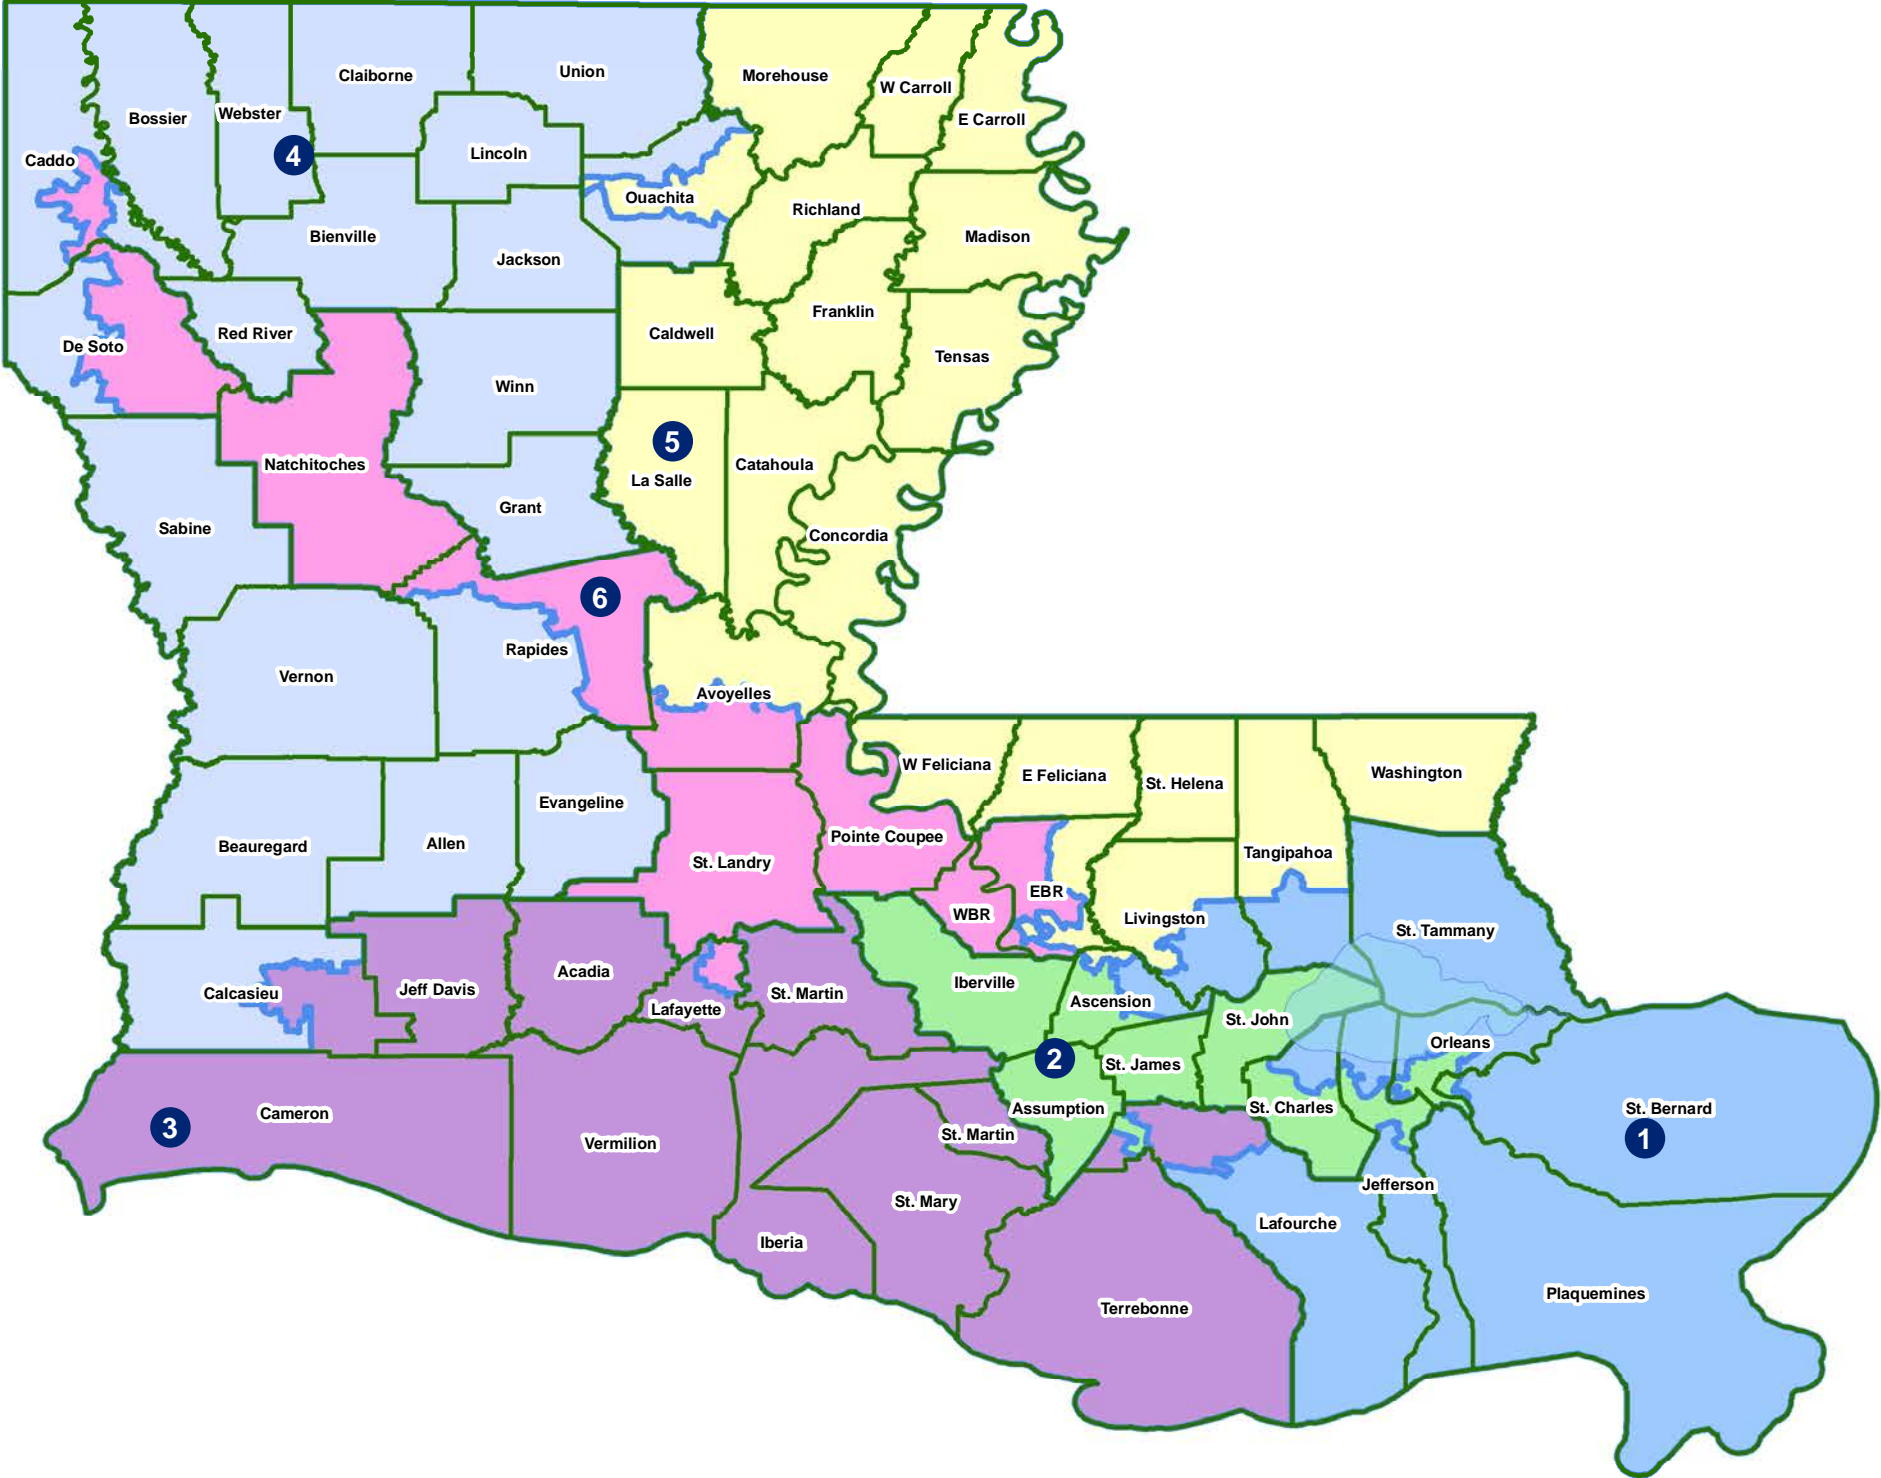 Claiborne
Union
Morehouse
W Carroll
E Carroll
Bossier
Webster
4
Lincoln
Caddo
Ouachita
Richland
Bienville
Madison
Jackson
De Soto
Red River
Caldwell
Franklin
Tensas
Winn
5
Natchitoches
La Salle
Catahoula
Grant
Sabine
Concordia
6
Rapides
Vernon
Avoyelles
W Feliciana
E Feliciana
St. Helena
Washington
Evangeline
Beauregard
Allen
St. Landry
Pointe Coupee
Tangipahoa
EBR
WBR
Livingston
St. Tammany
Calcasieu
Jeff Davis
Acadia
Lafayette
St. Martin
Iberville
Ascension
St. John
Orleans
2
St. James
3
Cameron
Vermilion
St. Martin
Assumption
St. Charles
St. Bernard
1
St. Mary
Jefferson
Iberia
Lafourche
Terrebonne
Plaquemines